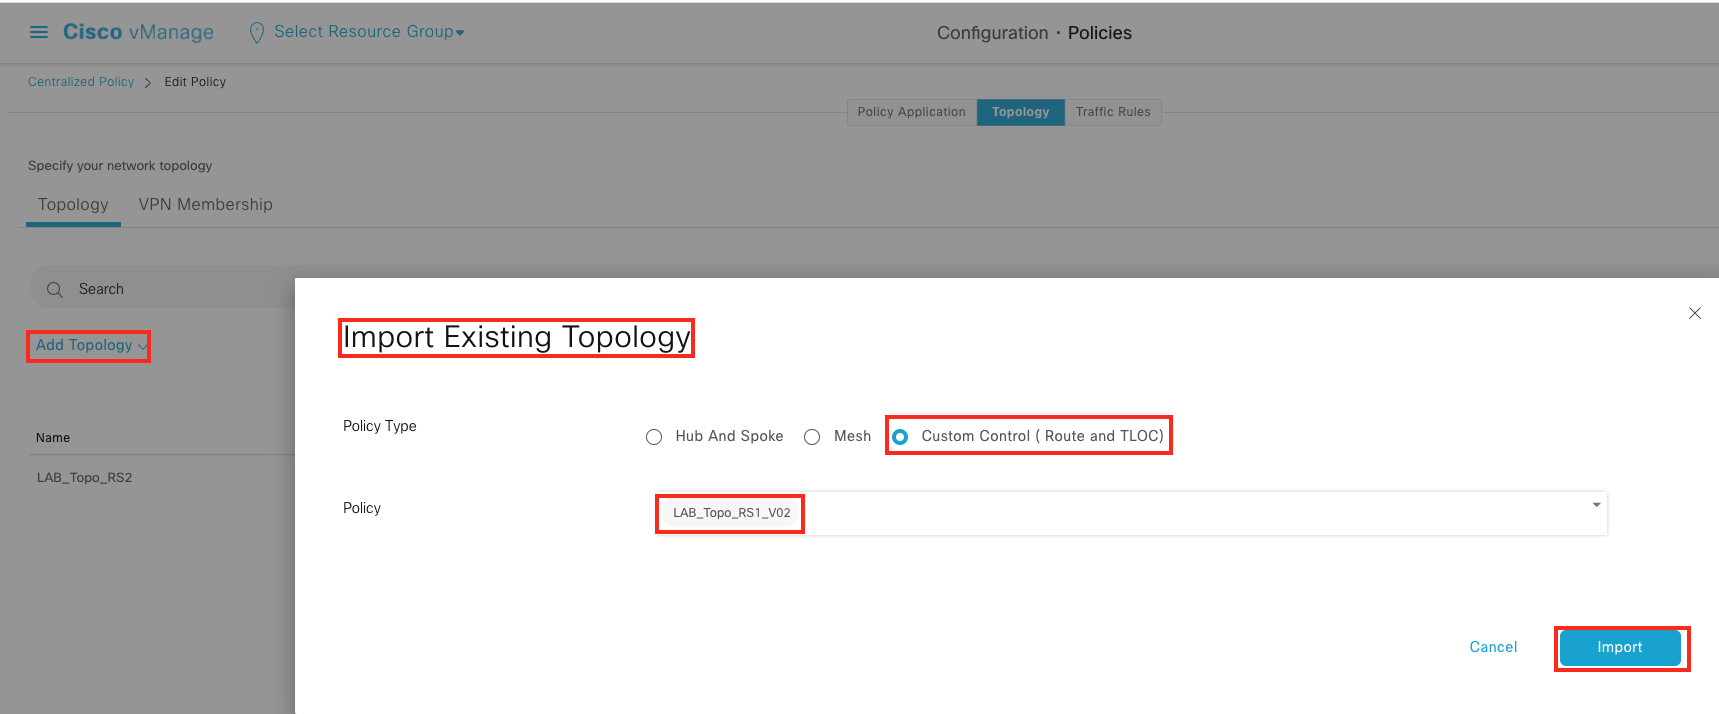 Cisco vManage Select Resource Group
Configuration · Policies
Centralized Policy > Edit Policy
Policy Application Topology Traffic Rules
Specify your network topology
Topology VPN Membership
Search
Add Topology
Name
LAB_Topo_RS2
Import Existing Topology
Policy Type
Hub And Spoke Mesh Custom Control ( Route and TLOC)
Policy
LAB_Topo_RS1_V02
Cancel Import